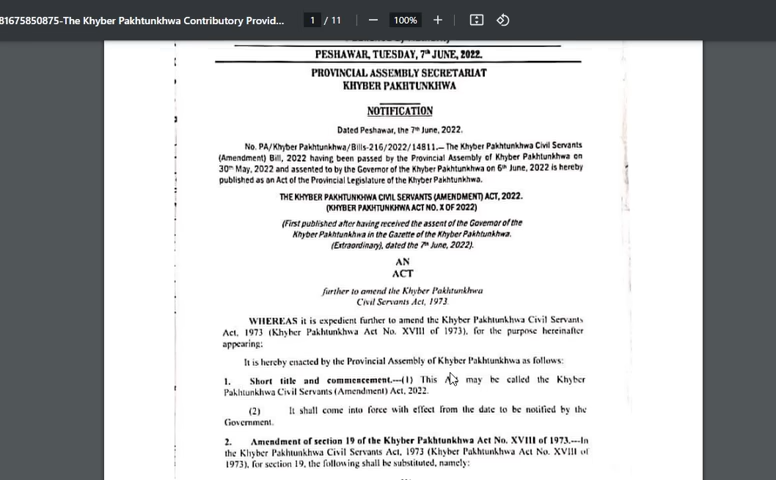 81675850875-The Khyber Pakhtunkhwa Contributory Provid...
1 / 11
100%
PESHAWAR, TUESDAY, 7th JUNE, 2022.
PROVINCIAL ASSEMBLY SECRETARIAT
KHYBER PAKHTUNKHWA
NOTIFICATION
Dated Peshawar, the 7th June, 2022.
No. PA/Khyber Pakhtunkhwa/Bills-216/2022/14811.— The Khyber Pakhtunkhwa Civil Servants
(Amendment) Bill, 2022 having been passed by the Provincial Assembly of Khyber Pakhtunkhwa on
30th May, 2022 and assented to by the Governor of the Khyber Pakhtunkhwa on 6th June, 2022 is hereby
published as an Act of the Provincial Legislature of the Khyber Pakhtunkhwa.
THE KHYBER PAKHTUNKHWA CIVIL SERVANTS (AMENDMENT) ACT, 2022.
(KHYBER PAKHTUNKHWA ACT NO. X OF 2022)
(First published after having received the assent of the Governor of the
Khyber Pakhtunkhwa in the Gazette of the Khyber Pakhtunkhwa,
(Extraordinary), dated the 7th June, 2022).
AN
ACT
further to amend the Khyber Pakhtunkhwa
Civil Servants Act, 1973
WHEREAS it is expedient further to amend the Khyber Pakhtunkhwa Civil Servants
Act, 1973 (Khyber Pakhtunkhwa Act No. XVIII of 1973), for the purpose hereinafter
appearing;
It is hereby enacted by the Provincial Assembly of Khyber Pakhtunkhwa as follows:
1. Short title and commencement.---(1) This may be called the Khyber
Pakhtunkhwa Civil Servants (Amendment) Act, 2022.
(2) It shall come into force with effect from the date to be notified by the
Government.
2. Amendment of section 19 of the Khyber Pakhtunkhwa Act No. XVIII of 1973.---In
the Khyber Pakhtunkhwa Civil Servants Act, 1973 (Khyber Pakhtunkhwa Act No. XVIII of
1973), for section 19, the following shall be substituted, namely: